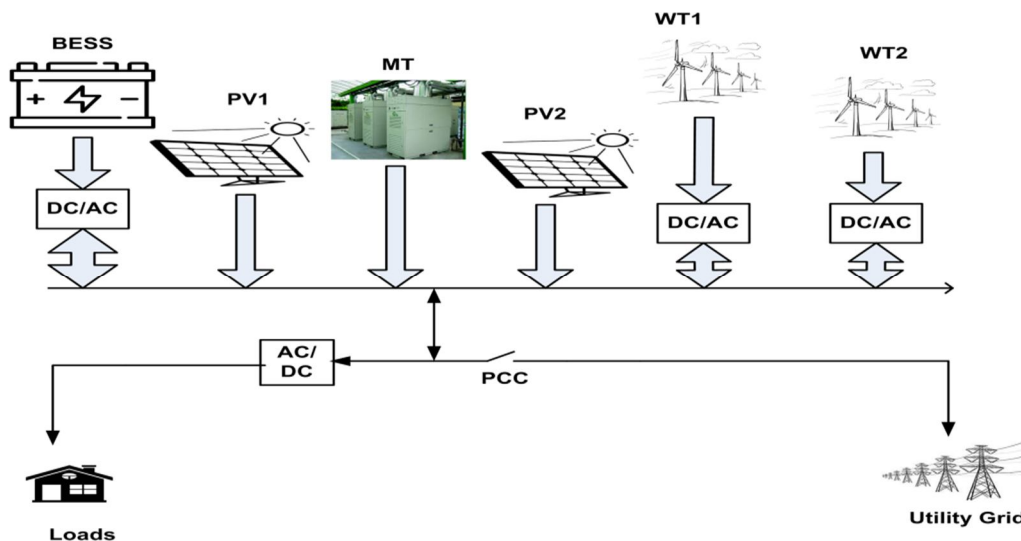 BESS
PV1
MT
PV2
WT1
WT2
DC/AC
DC/AC
DC/AC
AC/
DC
PCC
Loads
Utility Grid